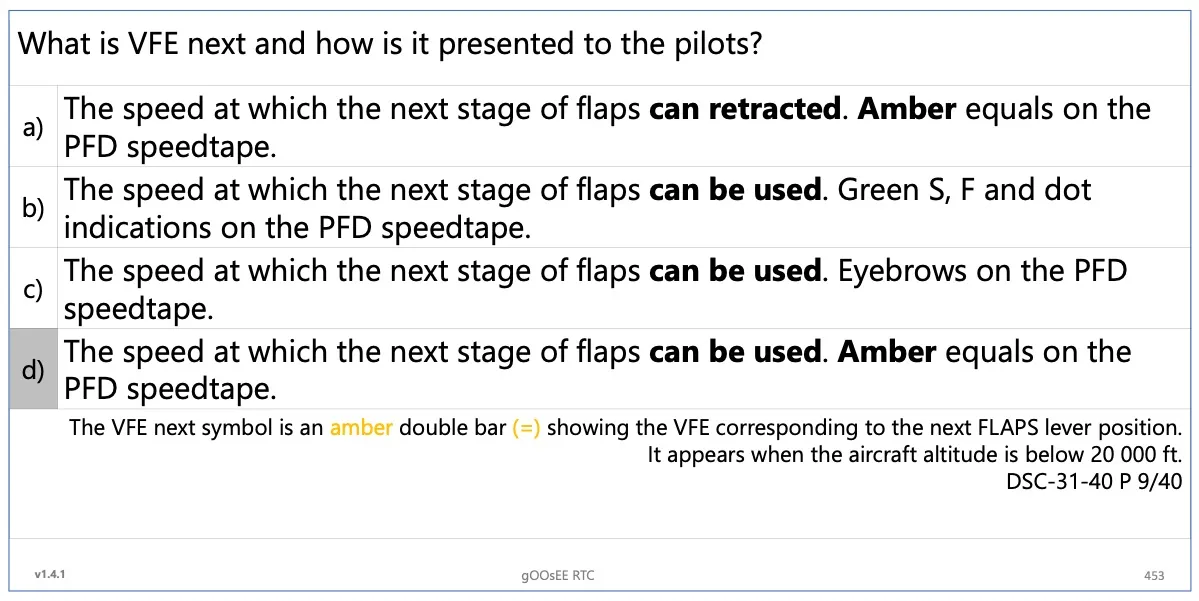 What is VFE next and how is it presented to the pilots?
a)
The speed at which the next stage of flaps can retracted. Amber equals on the
PFD speedtape.
b)
The speed at which the next stage of flaps can be used. Green S, F and dot
indications on the PFD speedtape.
c)
The speed at which the next stage of flaps can be used. Eyebrows on the PFD
speedtape.
d)
The speed at which the next stage of flaps can be used. Amber equals on the
PFD speedtape.
The VFE next symbol is an amber double bar (=) showing the VFE corresponding to the next FLAPS lever position.
It appears when the aircraft altitude is below 20 000 ft.
DSC-31-40 P 9/40
v1.4.1
gOOsEE RTC
453